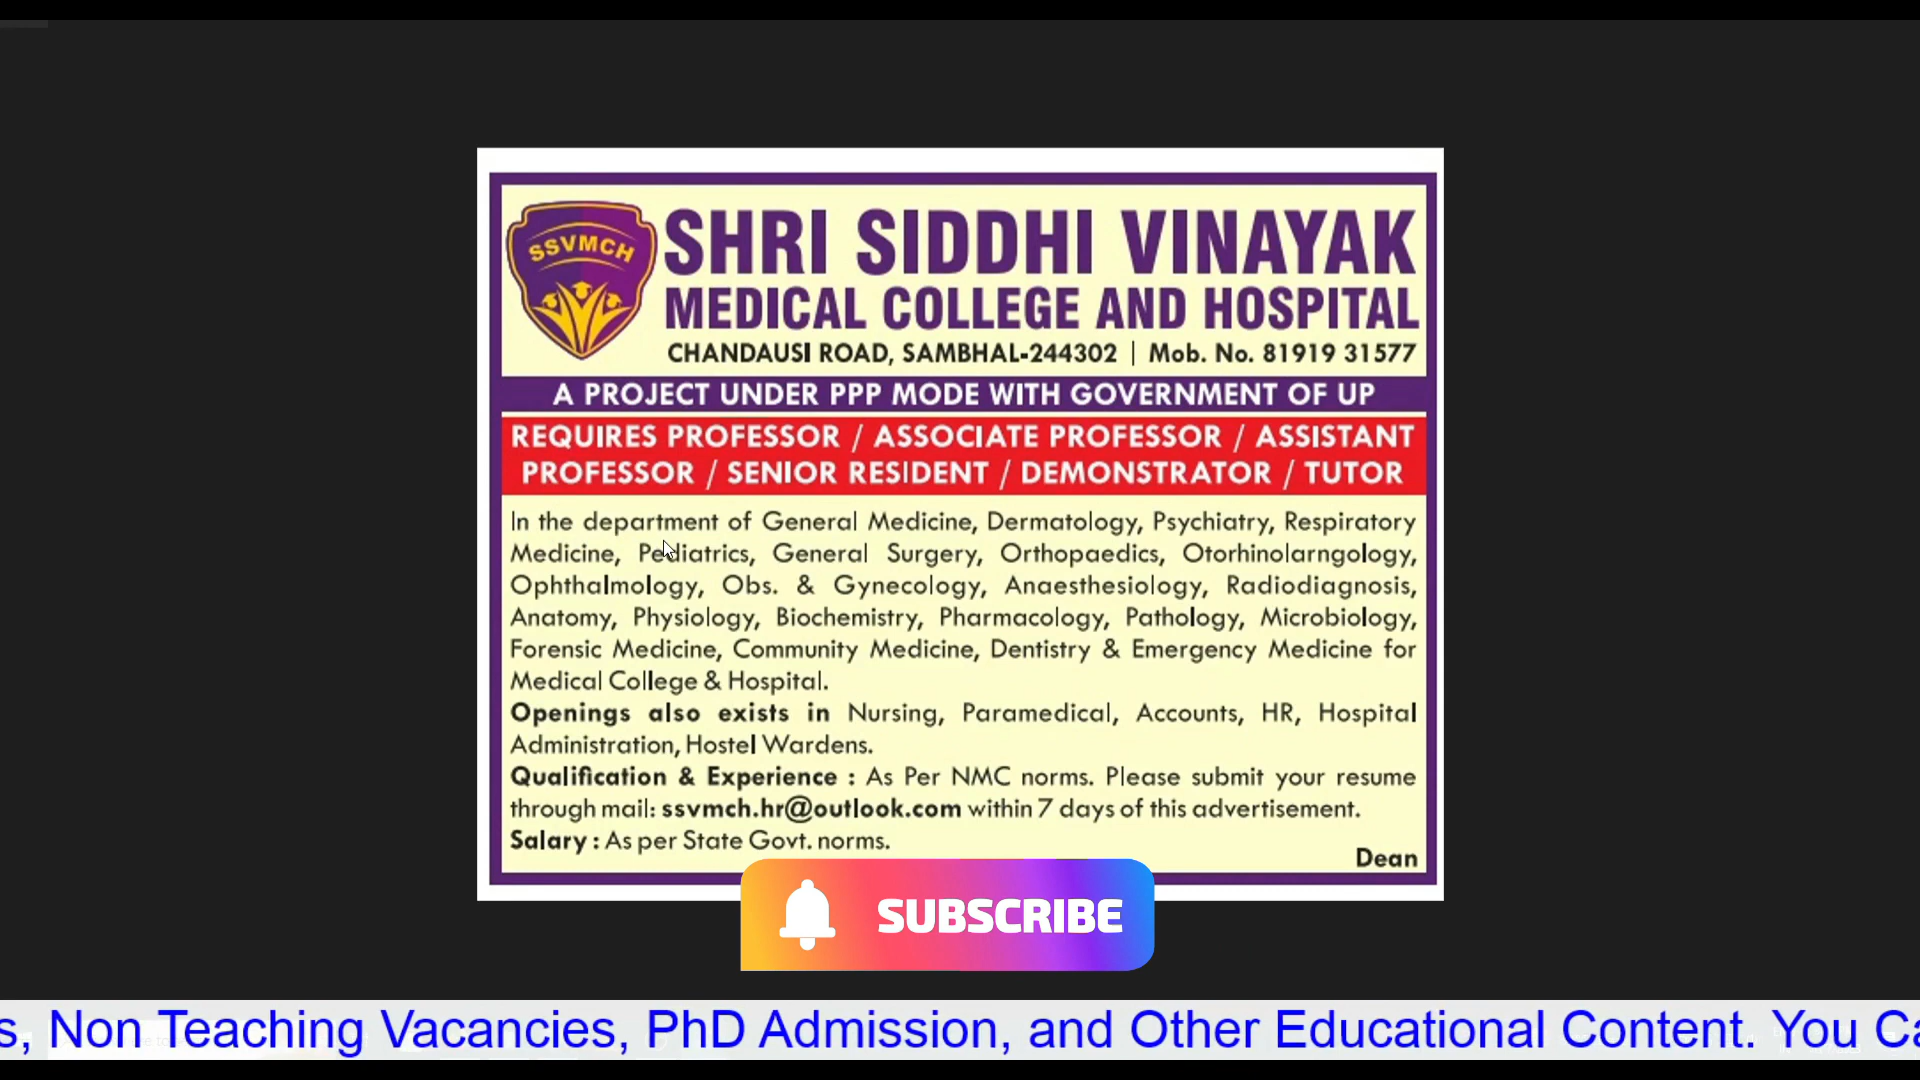 SSVMCH
SHRI SIDDHI VINAYAK
MEDICAL COLLEGE AND HOSPITAL
CHANDAUSI ROAD, SAMBHAL-244302 | Mob. No. 81919 31577
A PROJECT UNDER PPP MODE WITH GOVERNMENT OF UP
REQUIRES PROFESSOR / ASSOCIATE PROFESSOR / ASSISTANT
PROFESSOR / SENIOR RESIDENT / DEMONSTRATOR / TUTOR
In the department of General Medicine, Dermatology, Psychiatry, Respiratory
Medicine, Pediatrics, General Surgery, Orthopaedics, Otorhinolarngology,
Ophthalmology, Obs. & Gynecology, Anaesthesiology, Radiodiagnosis,
Anatomy, Physiology, Biochemistry, Pharmacology, Pathology, Microbiology,
Forensic Medicine, Community Medicine, Dentistry & Emergency Medicine for
Medical College & Hospital.
Openings also exists in Nursing, Paramedical, Accounts, HR, Hospital
Administration, Hostel Wardens.
Qualification & Experience : As Per NMC norms. Please submit your resume
through mail: ssvmch.hr@outlook.com within 7 days of this advertisement.
Salary : As per State Govt. norms.
Dean
SUBSCRIBE
s, Non Teaching Vacancies, PhD Admission, and Other Educational Content. You Ca